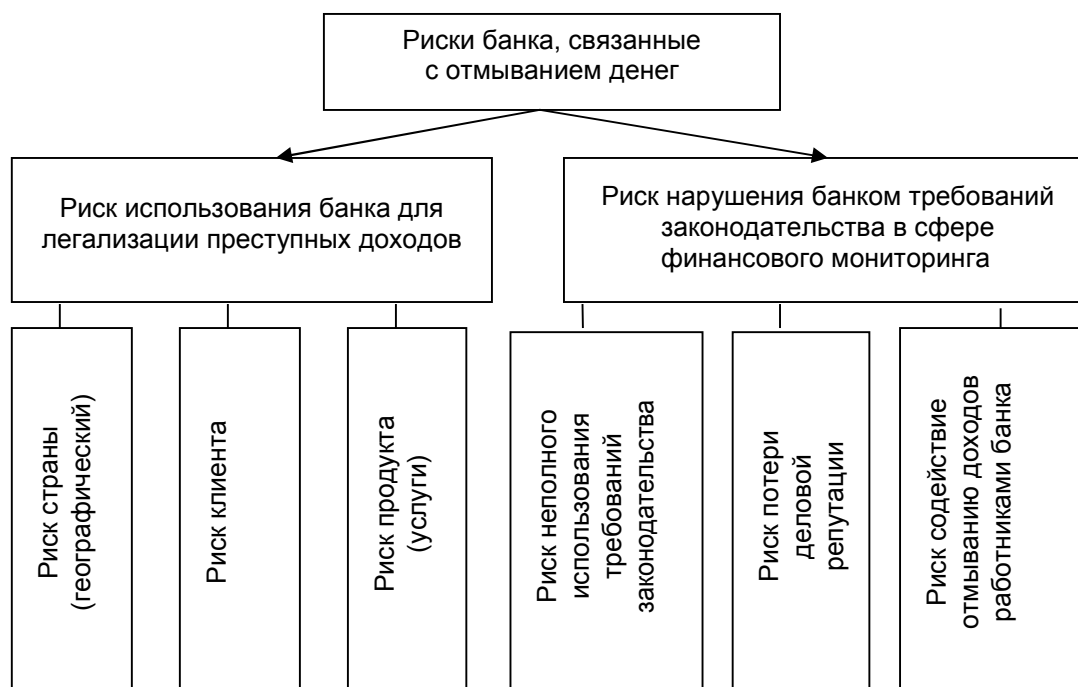 Риски банка, связанные
с отмыванием денег
Риск использования банка для
легализации преступных доходов
Риск нарушения банком требований
законодательства в сфере
финансового мониторинга
Риск страны
(географический)
Риск клиента
Риск продукта
(услуги)
Риск неполного
использования
требований
законодательства
Риск потери
деловой
репутации
Риск содействие
отмыванию доходов
работниками банка